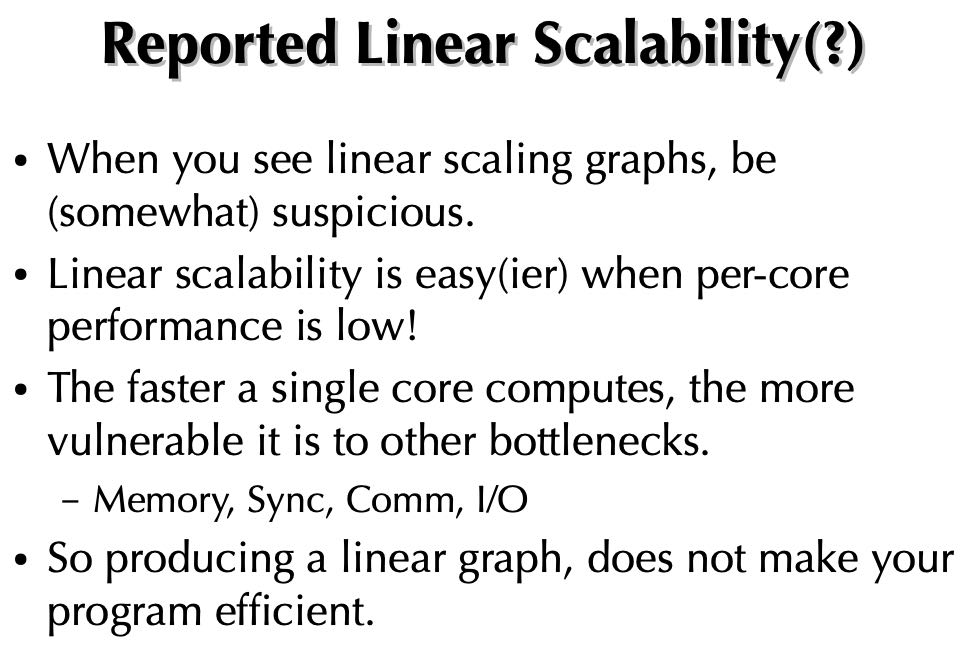 Reported Linear Scalability(?)
• When you see linear scaling graphs, be
(somewhat) suspicious.
• Linear scalability is easy(ier) when per-core
performance is low!
• The faster a single core computes, the more
vulnerable it is to other bottlenecks.
– Memory, Sync, Comm, I/O
• So producing a linear graph, does not make your
program efficient.